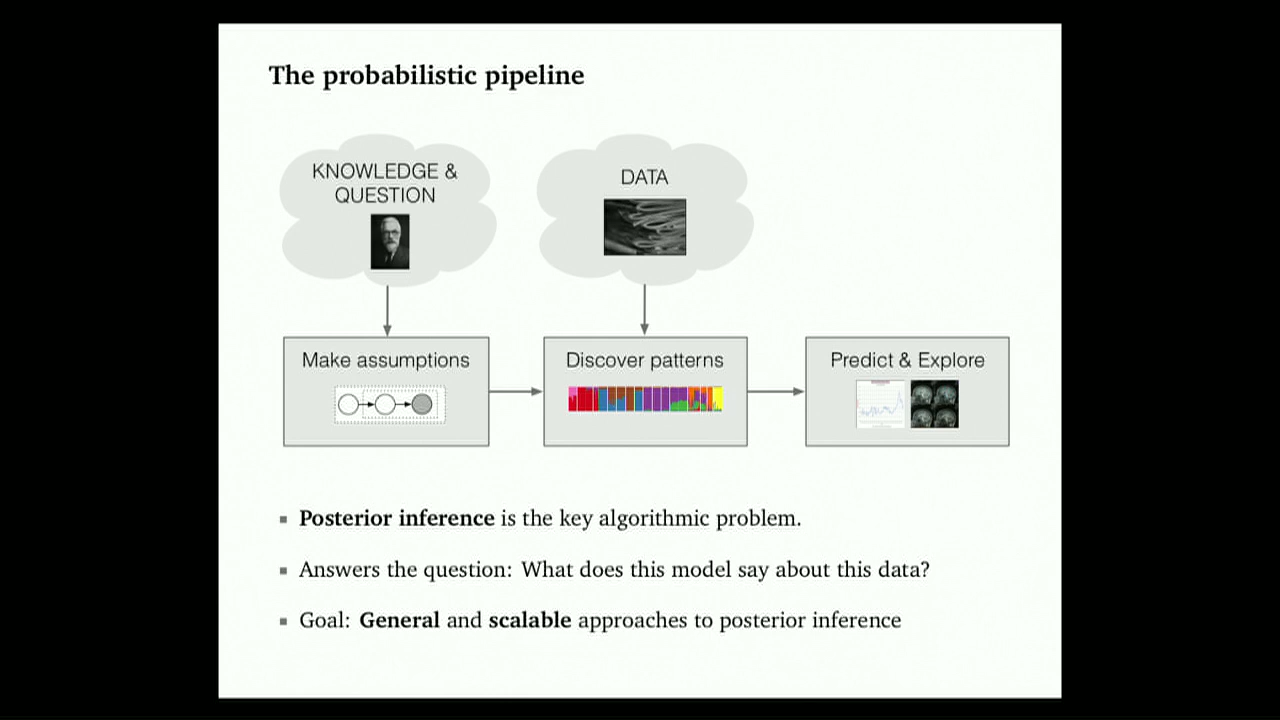 The probabilistic pipeline
KNOWLEDGE &
QUESTION
DATA
Make assumptions
Discover patterns
Predict & Explore
Posterior inference is the key algorithmic problem.
Answers the question: What does this model say about this data?
Goal: General and scalable approaches to posterior inference